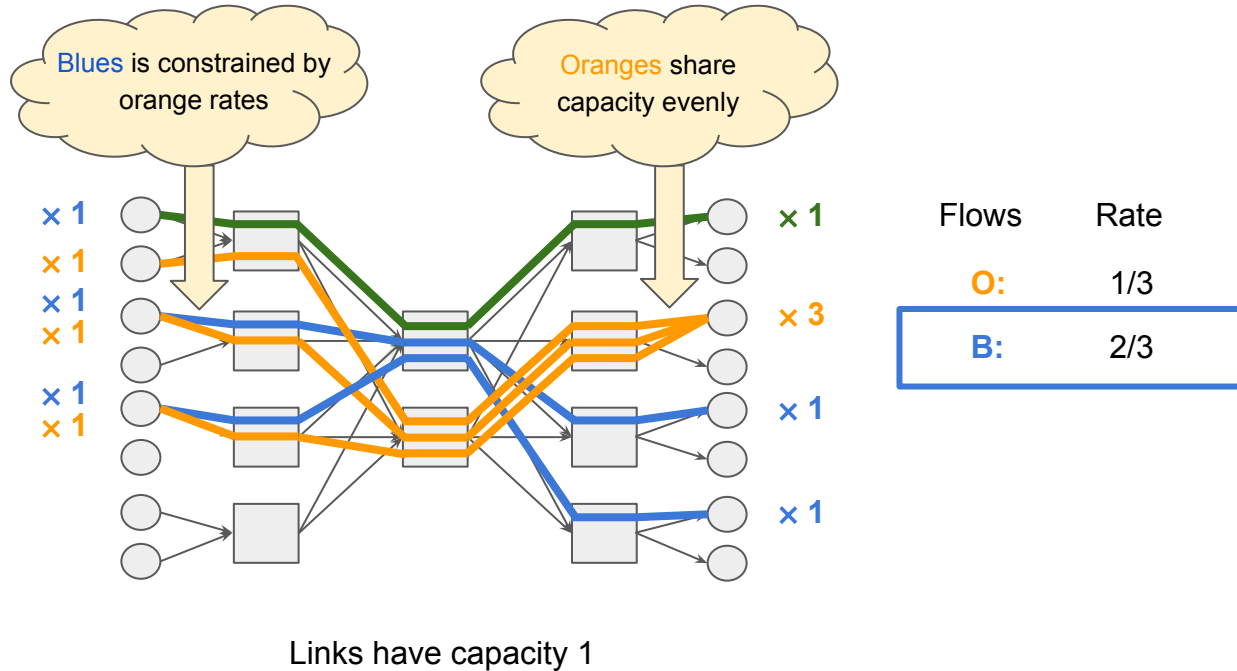 Blues is constrained by
orange rates
Oranges share
capacity evenly
× 1
× 1
× 1
× 1
× 1
× 1
× 1
× 3
× 1
× 1
Flows Rate
O: 1/3
B: 2/3
Links have capacity 1